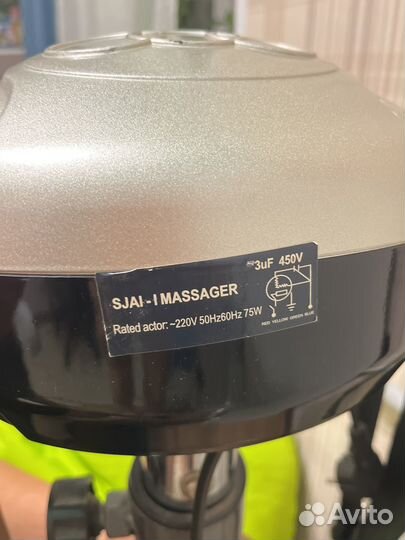 3uF 450V
SJAI - I MASSAGER
Rated actor: ~220V 50Hz60Hz 75W
RED YELLOW GREEN BLUE
Avito